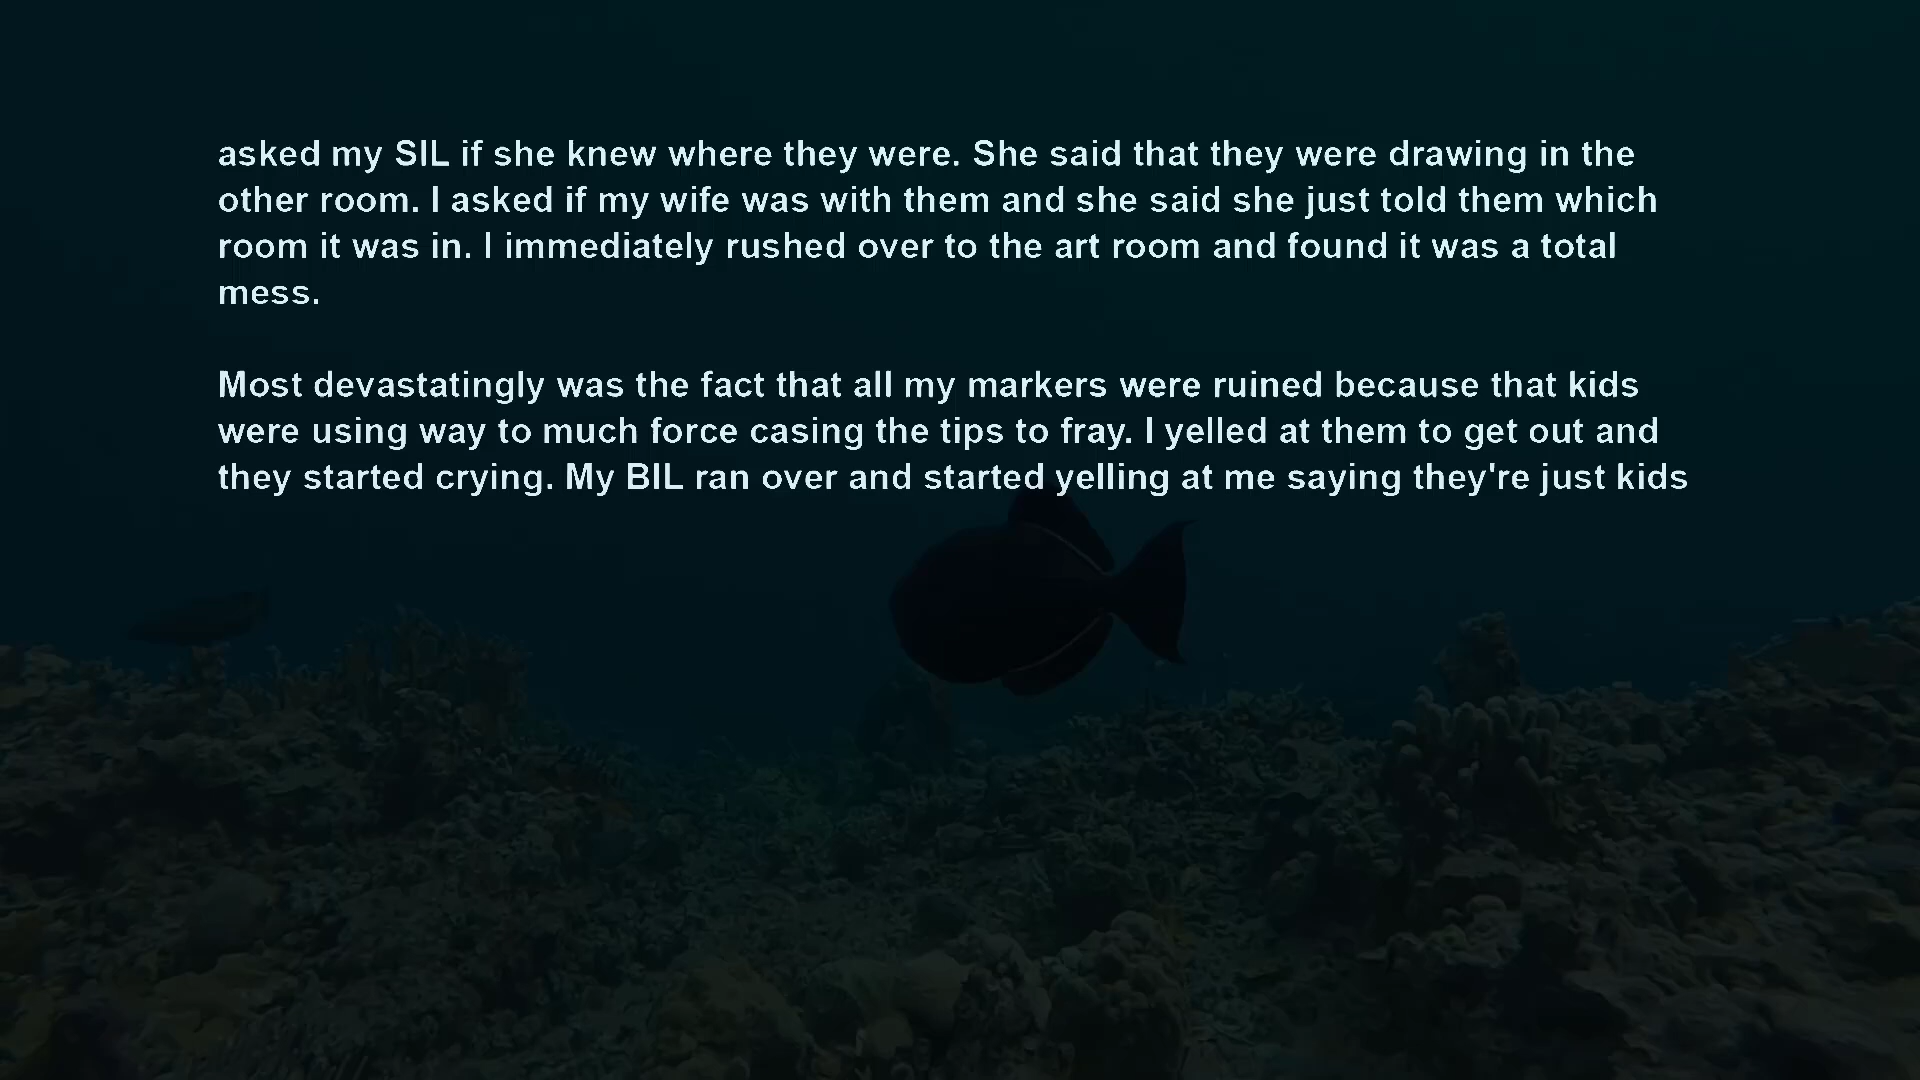 asked my SIL if she knew where they were. She said that they were drawing in the
other room. I asked if my wife was with them and she said she just told them which
room it was in. I immediately rushed over to the art room and found it was a total
mess.
Most devastatingly was the fact that all my markers were ruined because that kids
were using way to much force casing the tips to fray. I yelled at them to get out and
they started crying. My BIL ran over and started yelling at me saying they're just kids